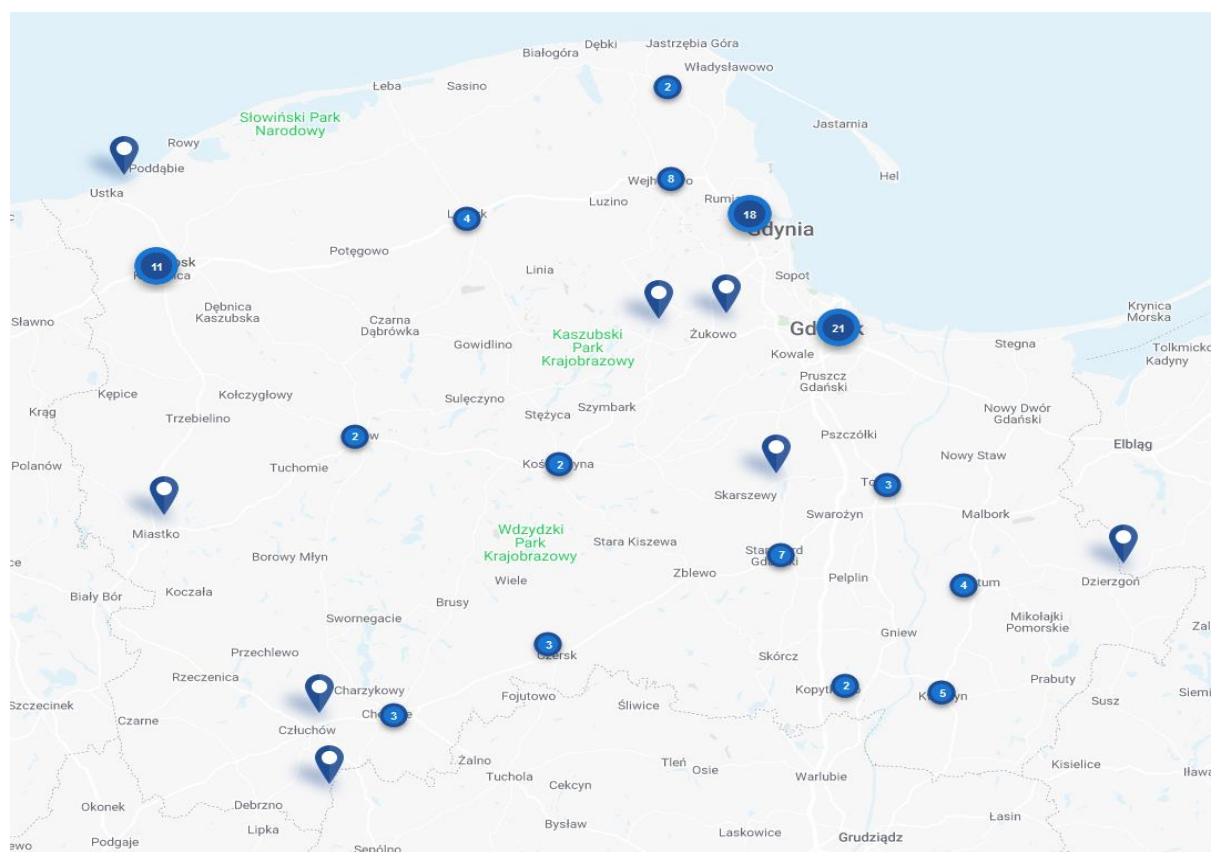 Dębki
Jastrzębia Góra
Białogóra
Władysławowo
Łeba
Sasino
2
Słowiński Park
Narodowy
Jastarnia
Rowy
Poddąbie
Hel
8
Ustka
Luzino
18
4
Gdynia
Potęgowo
11
Linia
Sopot
Dębnica
Kaszubska
Krynica
Morska
Sławno
Czarna
Dąbrówka
Kaszubski
Park
Krajobrazowy
Żukowo
21
Gowidlino
Stegna
Tolkmicko
Kadyny
Kowale
Pruszcz
Gdański
Kępice
Kołczygłowy
Sulęczyno
Krąg
Trzebielino
Stężyca
Szymbark
Nowy Dwór
Gdański
2
Pszczółki
Elbląg
Polanów
Tuchomie
2
Nowy Staw
3
Skarszewy
Swarożyn
Malbork
Miastko
Wdzydzki
Park
Krajobrazowy
Stara Kiszewa
Borowy Młyn
7
Zblewo
Pelplin
4
Dzierzgoń
Wiele
Biały Bór
Koczała
Brusy
Mikołajki
Pomorskie
Swornegacie
Gniew
3
Przechlewo
Skórcz
Rzeczenica
Charzykowy
Fojutowo
Śliwice
2
5
Prabuty
Susz
Szczecinek
Czarne
3
Człuchów
Żalno
Tuchola
Tleń
Osie
Warlubie
Kisielice
Cekcyn
Okonek
Debrzno
Lipka
Bysław
Łasin
Podgaje
Laskowice
Grudziądz